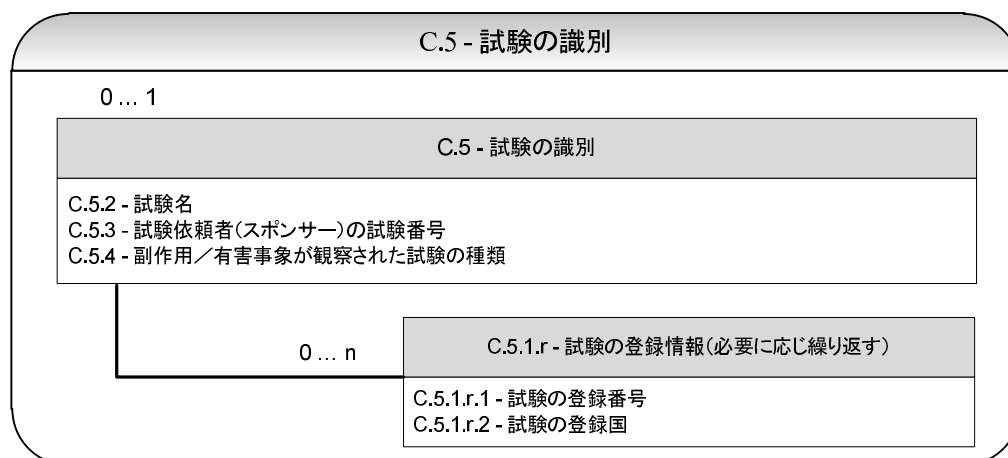 C.5 - 試験の識別
0 ... 1
C.5 - 試験の識別
C.5.2 - 試験名
C.5.3 - 試験依頼者(スポンサー)の試験番号
C.5.4 - 副作用／有害事象が観察された試験の種類
0 ... n
C.5.1.r - 試験の登録情報(必要に応じ繰り返す)
C.5.1.r.1 - 試験の登録番号
C.5.1.r.2 - 試験の登録国